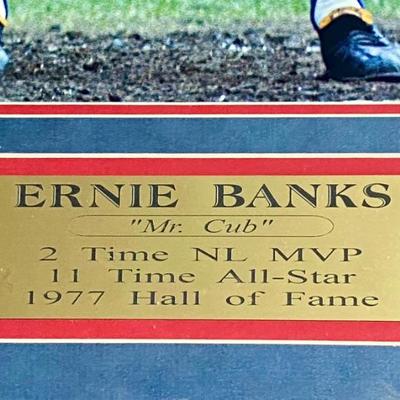 ERNIE BANKS
"Mr. Cub"
2 Time NL MVP
11 Time All-Star
1977 Hall of Fame